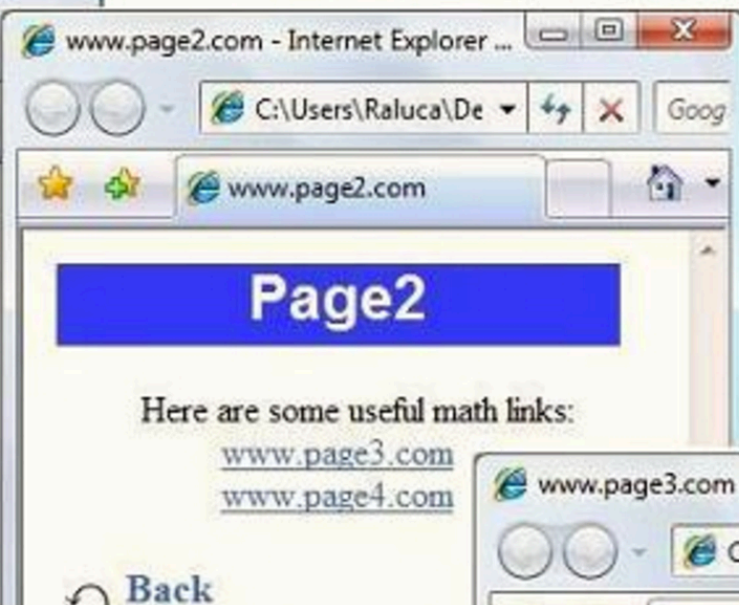 www.page2.com - Internet Explorer ...
C:\Users\Raluca\De
Goog
www.page2.com
Page2
Here are some useful math links:
www.page3.com
www.page4.com
Back
www.page3.com
C